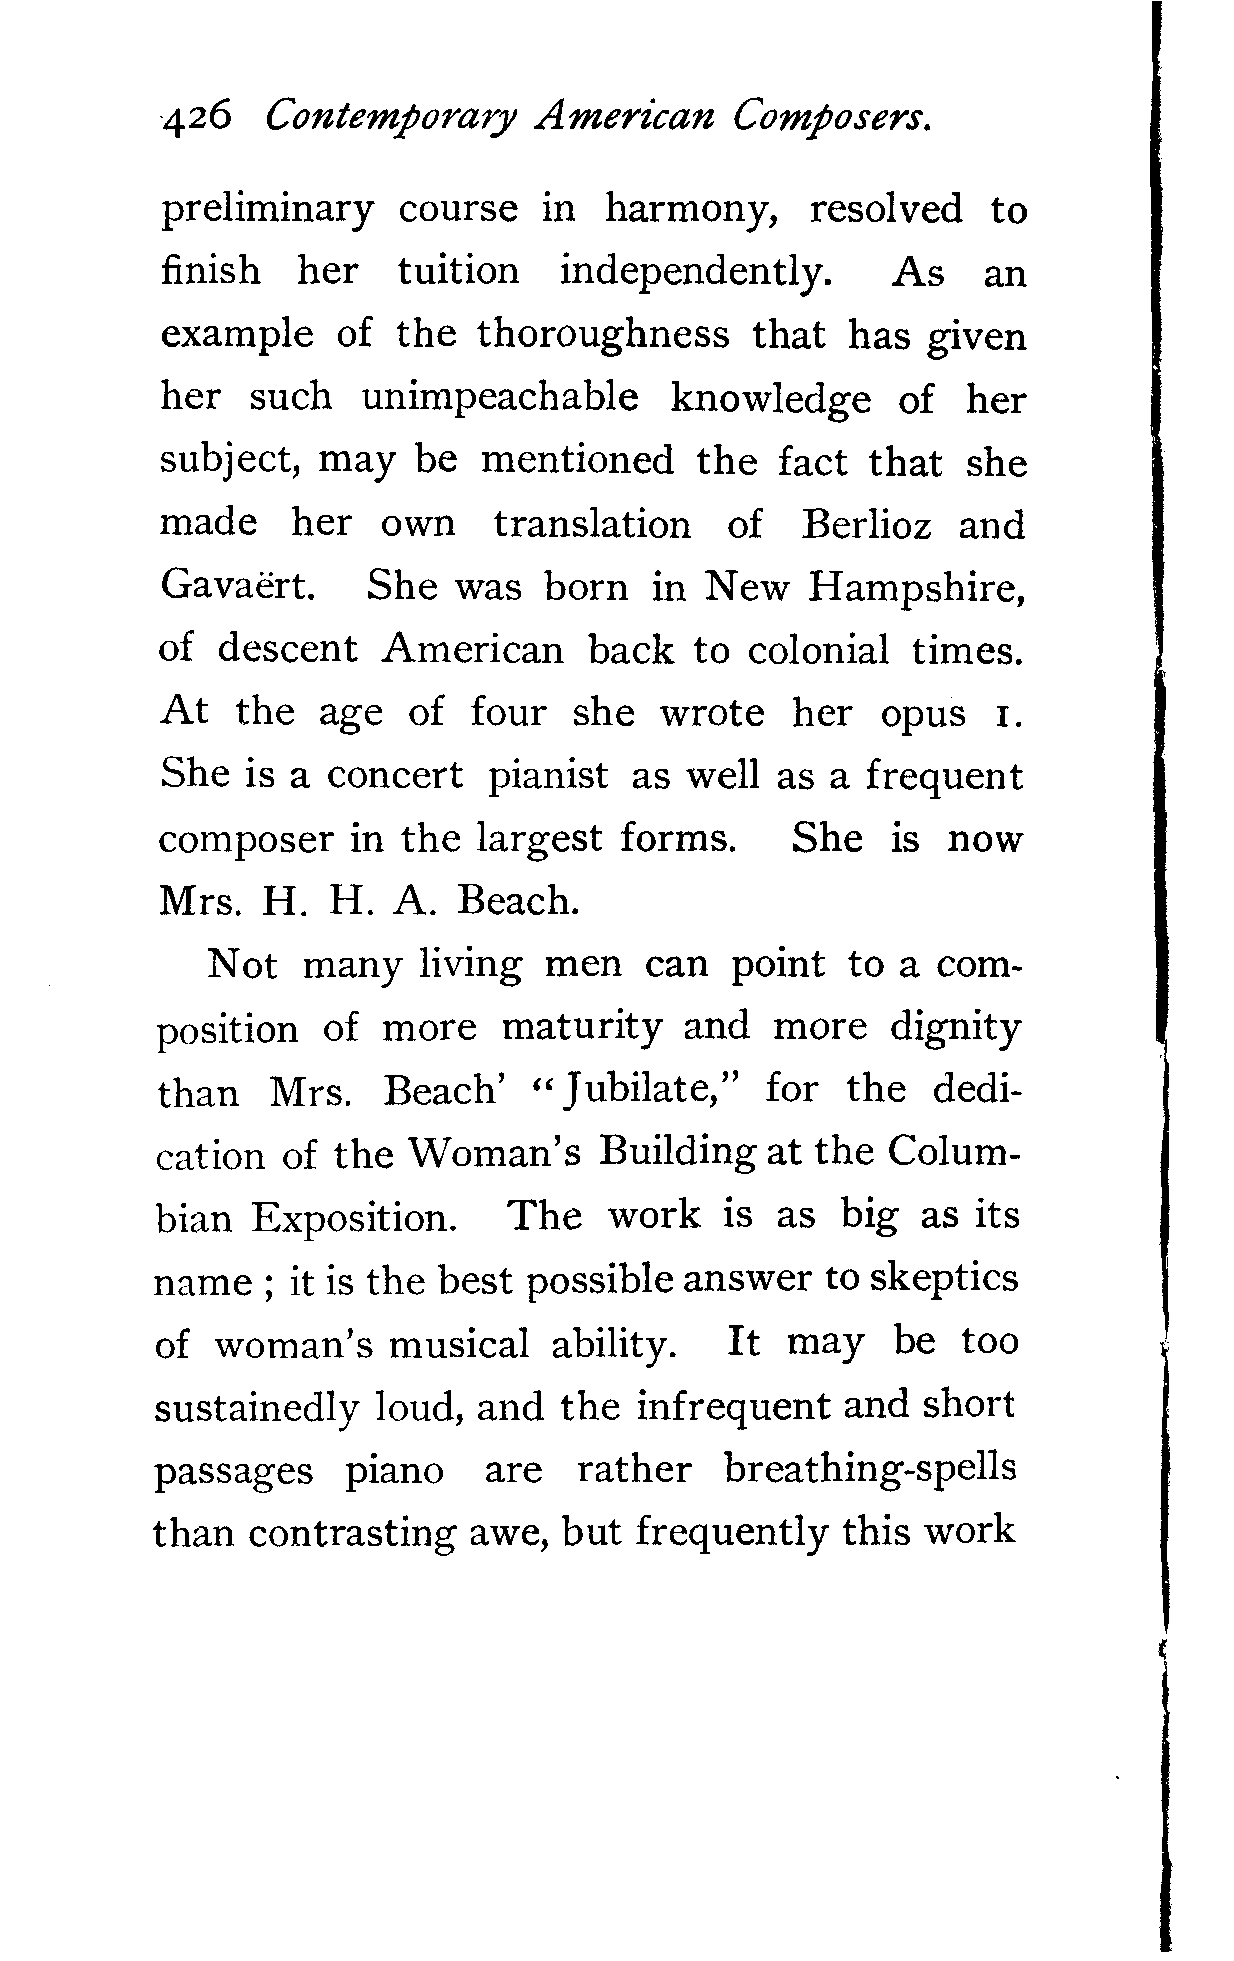 426 Contemporary American Composers.
preliminary course in harmony, resolved to
finish her tuition independently. As an
example of the thoroughness that has given
her such unimpeachable knowledge of her
subject, may be mentioned the fact that she
made her own translation of Berlioz and
Gavaërt. She was born in New Hampshire,
of descent American back to colonial times.
At the age of four she wrote her opus 1.
She is a concert pianist as well as a frequent
composer in the largest forms. She is now
Mrs. H. H. A. Beach.
Not many living men can point to a com-
position of more maturity and more dignity
than Mrs. Beach' "Jubilate," for the dedi-
cation of the Woman's Building at the Colum-
bian Exposition. The work is as big as its
name ; it is the best possible answer to skeptics
of woman's musical ability. It may be too
sustainedly loud, and the infrequent and short
passages piano are rather breathing-spells
than contrasting awe, but frequently this work